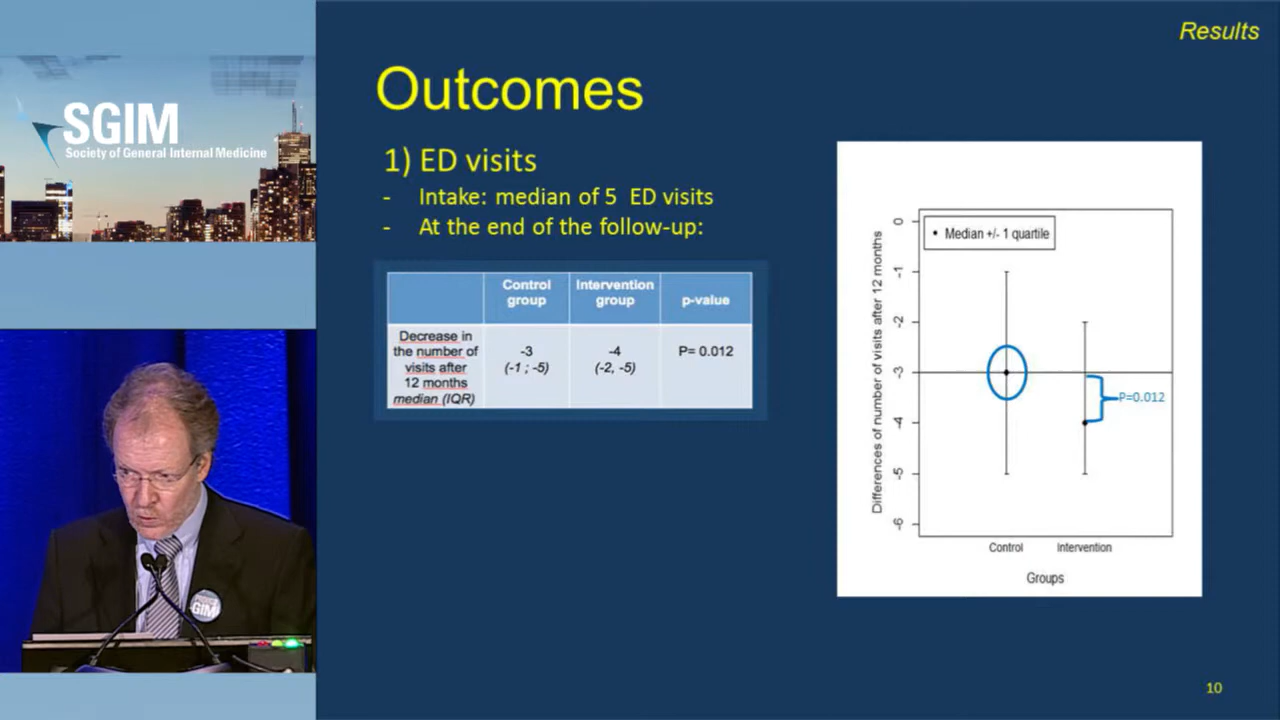 SGIM
Society of General Internal Medicine
Results
Outcomes
1) ED visits
- Intake: median of 5 ED visits
- At the end of the follow-up:
Control group
Intervention group
p-value
Decrease in
the number of
visits after
12 months
median (IQR)
-3
(-1 ; -5)
-4
(-2, -5)
P= 0.012
Differences of number of visits after 12 months
0
-1
-2
-3
-4
-5
-6
• Median +/- 1 quartile
P=0.012
Control
Intervention
Groups
GIM
10